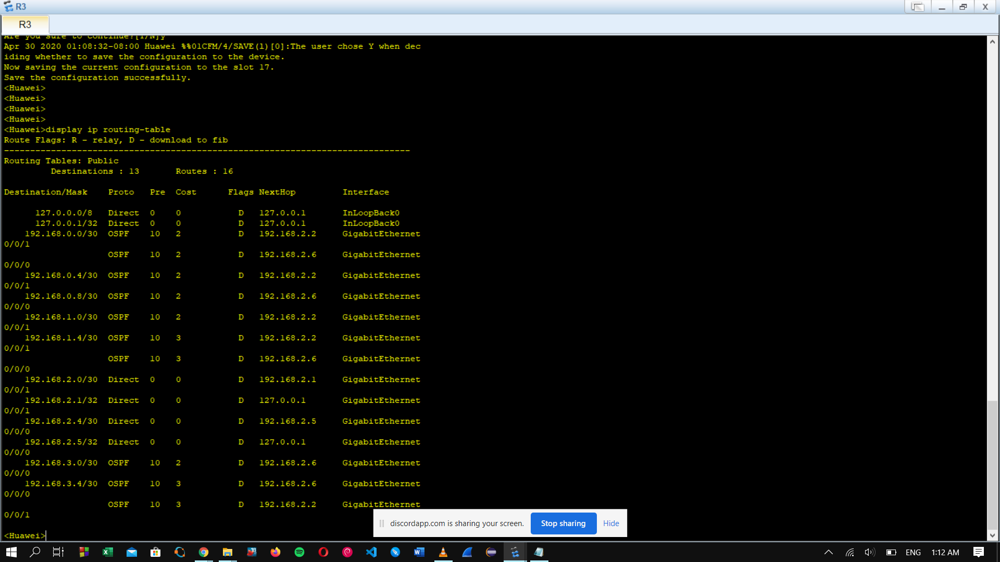 R3
R3
Are you sure to continue?[Y/N]y
Apr 30 2020 01:08:32-08:00 Huawei %%01CFM/4/SAVE(l)[0]:The user chose Y when dec
iding whether to save the configuration to the device.
Now saving the current configuration to the slot 17.
Save the configuration successfully.
<Huawei>
<Huawei>
<Huawei>
<Huawei>
<Huawei>display ip routing-table
Route Flags: R - relay, D - download to fib
------------------------------------------------------------------------------
Routing Tables: Public
         Destinations : 13       Routes : 16
Destination/Mask    Proto   Pre  Cost      Flags NextHop         Interface
      127.0.0.0/8   Direct  0    0           D   127.0.0.1       InLoopBack0
      127.0.0.1/32  Direct  0    0           D   127.0.0.1       InLoopBack0
    192.168.0.0/30  OSPF    10   2           D   192.168.2.2     GigabitEthernet
0/0/1
                    OSPF    10   2           D   192.168.2.6     GigabitEthernet
0/0/0
    192.168.0.4/30  OSPF    10   2           D   192.168.2.2     GigabitEthernet
0/0/1
    192.168.0.8/30  OSPF    10   2           D   192.168.2.6     GigabitEthernet
0/0/0
    192.168.1.0/30  OSPF    10   2           D   192.168.2.2     GigabitEthernet
0/0/1
    192.168.1.4/30  OSPF    10   3           D   192.168.2.2     GigabitEthernet
0/0/1
                    OSPF    10   3           D   192.168.2.6     GigabitEthernet
0/0/0
    192.168.2.0/30  Direct  0    0           D   192.168.2.1     GigabitEthernet
0/0/1
    192.168.2.1/32  Direct  0    0           D   127.0.0.1       GigabitEthernet
0/0/1
    192.168.2.4/30  Direct  0    0           D   192.168.2.5     GigabitEthernet
0/0/0
    192.168.2.5/32  Direct  0    0           D   127.0.0.1       GigabitEthernet
0/0/0
    192.168.3.0/30  OSPF    10   2           D   192.168.2.6     GigabitEthernet
0/0/0
    192.168.3.4/30  OSPF    10   3           D   192.168.2.6     GigabitEthernet
0/0/0
                    OSPF    10   3           D   192.168.2.2     GigabitEthernet
0/0/1
discordapp.com is sharing your screen. Stop sharing Hide
<Huawei>
ENG 1:12 AM